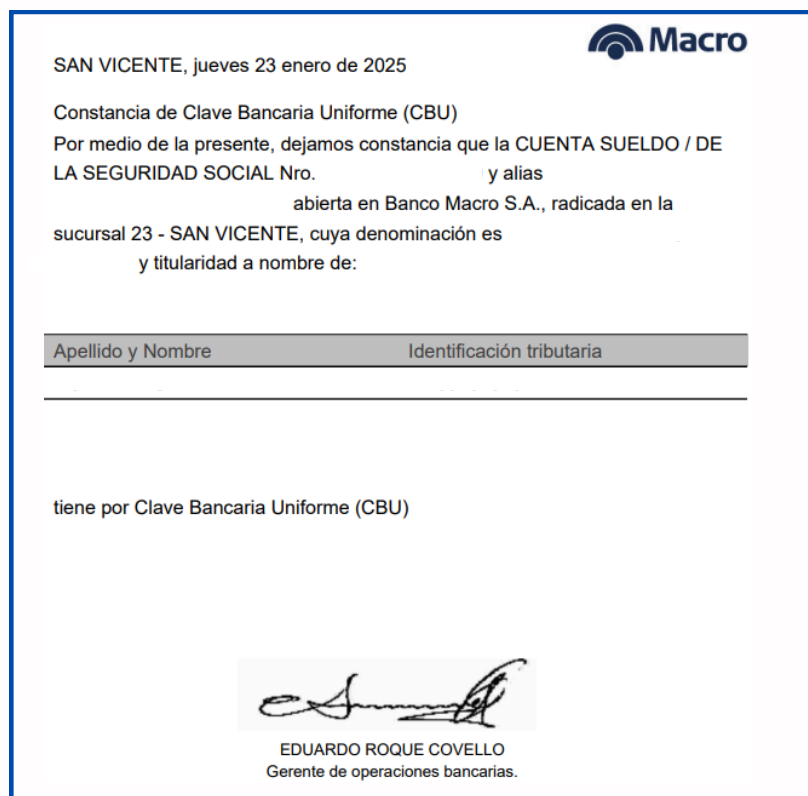 Macro
SAN VICENTE, jueves 23 enero de 2025
Constancia de Clave Bancaria Uniforme (CBU)
Por medio de la presente, dejamos constancia que la CUENTA SUELDO / DE
LA SEGURIDAD SOCIAL Nro. y alias
abierta en Banco Macro S.A., radicada en la
sucursal 23 - SAN VICENTE, cuya denominación es
y titularidad a nombre de:
Apellido y Nombre Identificación tributaria
tiene por Clave Bancaria Uniforme (CBU)
EDUARDO ROQUE COVELLO
Gerente de operaciones bancarias.